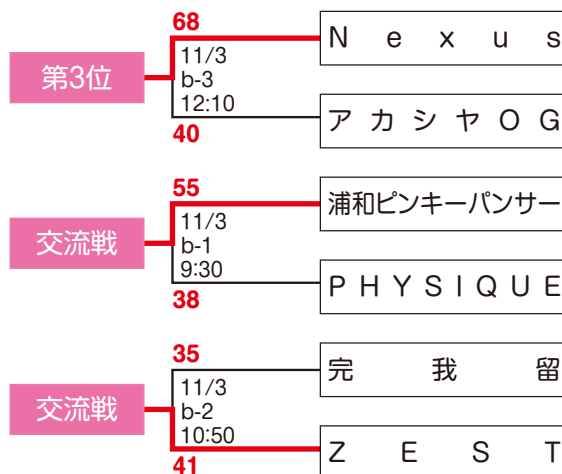 68
Nexus
11/3
第3位
b-3
12:10
アカシヤOG
40
55
浦和ピンキーパンサー
11/3
交流戦
b-1
9:30
PHYSIQUE
38
35
完我留
11/3
交流戦
b-2
10:50
ZEST
41